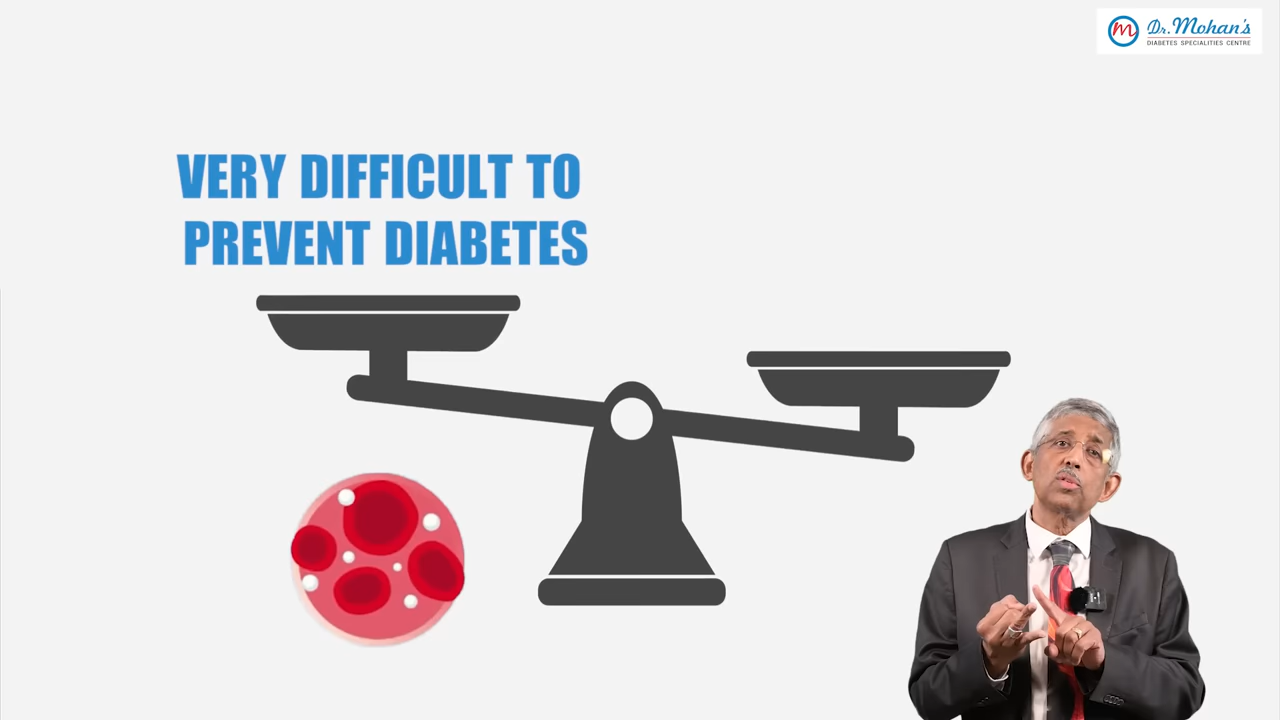 Dr. Mohan's
DIABETES SPECIALITIES CENTRE
VERY DIFFICULT TO
PREVENT DIABETES